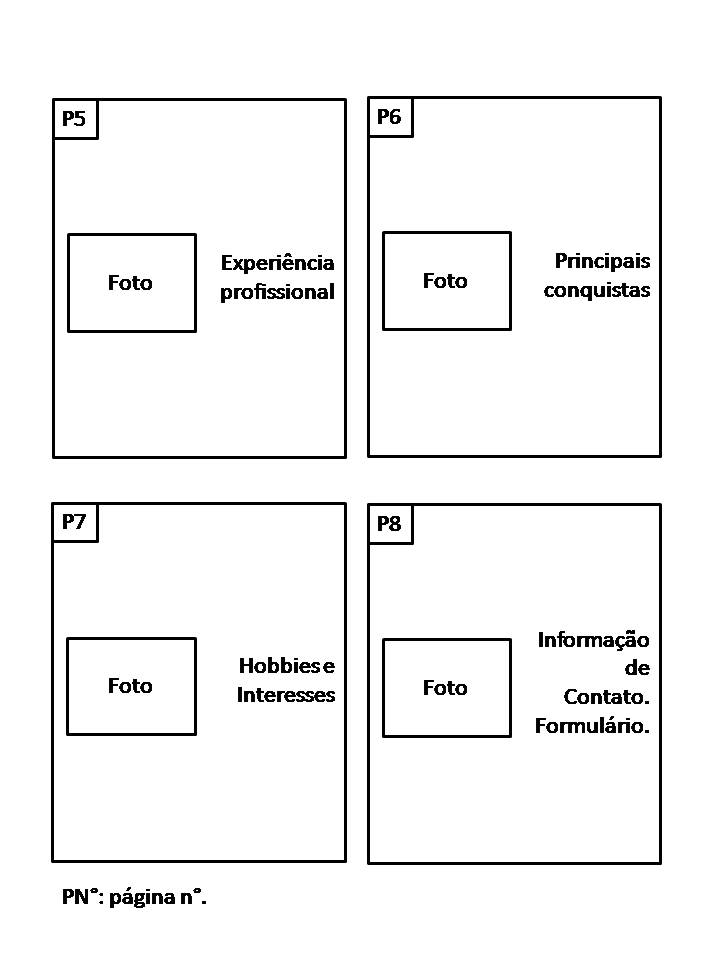 P5
Foto
Experiência
profissional
P6
Foto
Principais
conquistas
P7
Foto
Hobbies e
Interesses
P8
Foto
Informação
de
Contato.
Formulário.
PN°: página n°.